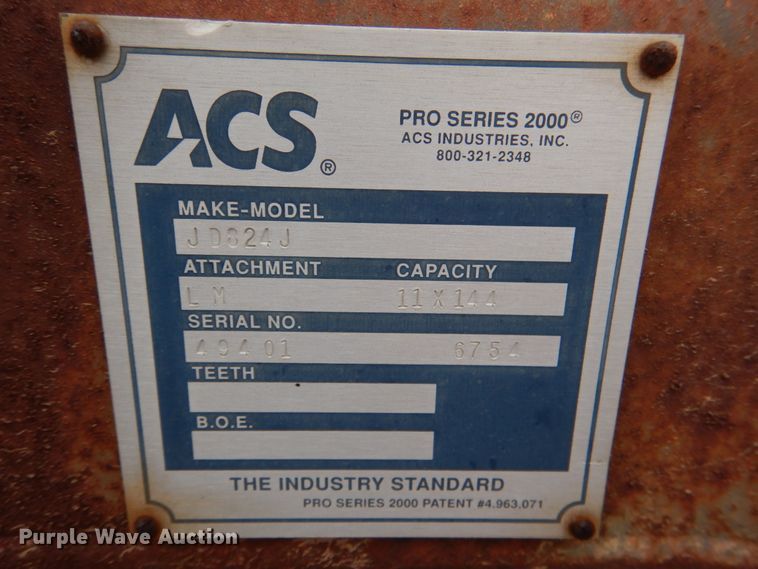 ACS®
PRO SERIES 2000®
ACS INDUSTRIES, INC.
800-321-2348
MAKE-MODEL
JD824J
ATTACHMENT CAPACITY
LM 11X144
SERIAL NO.
49401 6754
TEETH
B.O.E.
THE INDUSTRY STANDARD
PRO SERIES 2000 PATENT #4.963.071
Purple Wave Auction